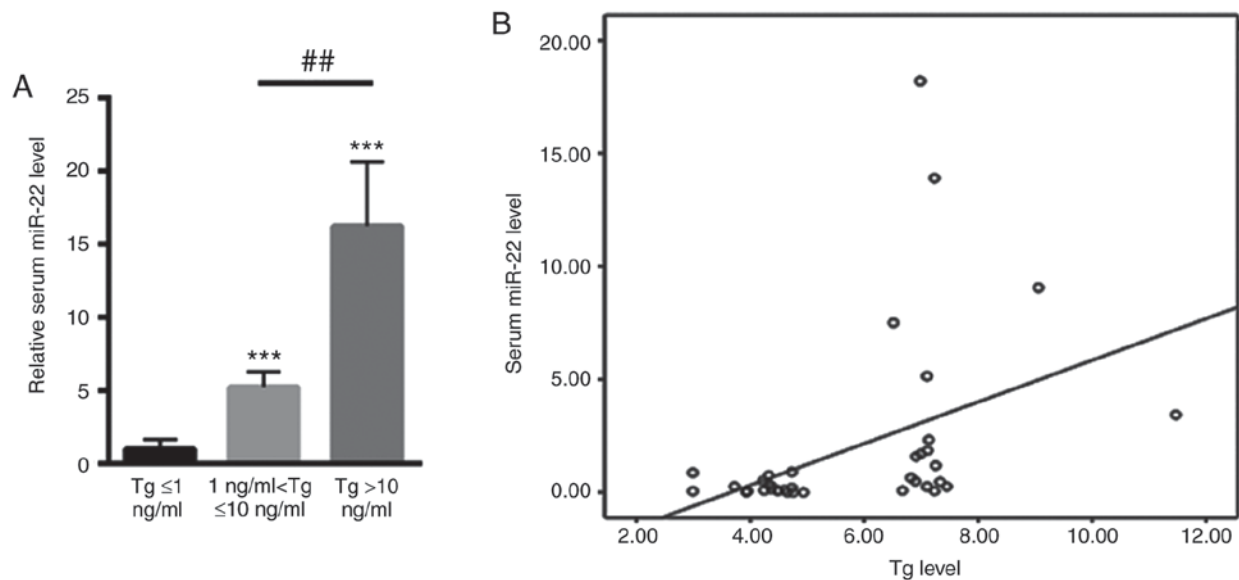 A
##
25
20
15
10
5
0
Relative serum miR-22 level
***
***
Tg ≤1
ng/ml
1 ng/ml<Tg
≤10 ng/ml
Tg >10
ng/ml
B
20.00
15.00
10.00
5.00
0.00
Serum miR-22 level
2.00 4.00 6.00 8.00 10.00 12.00
Tg level